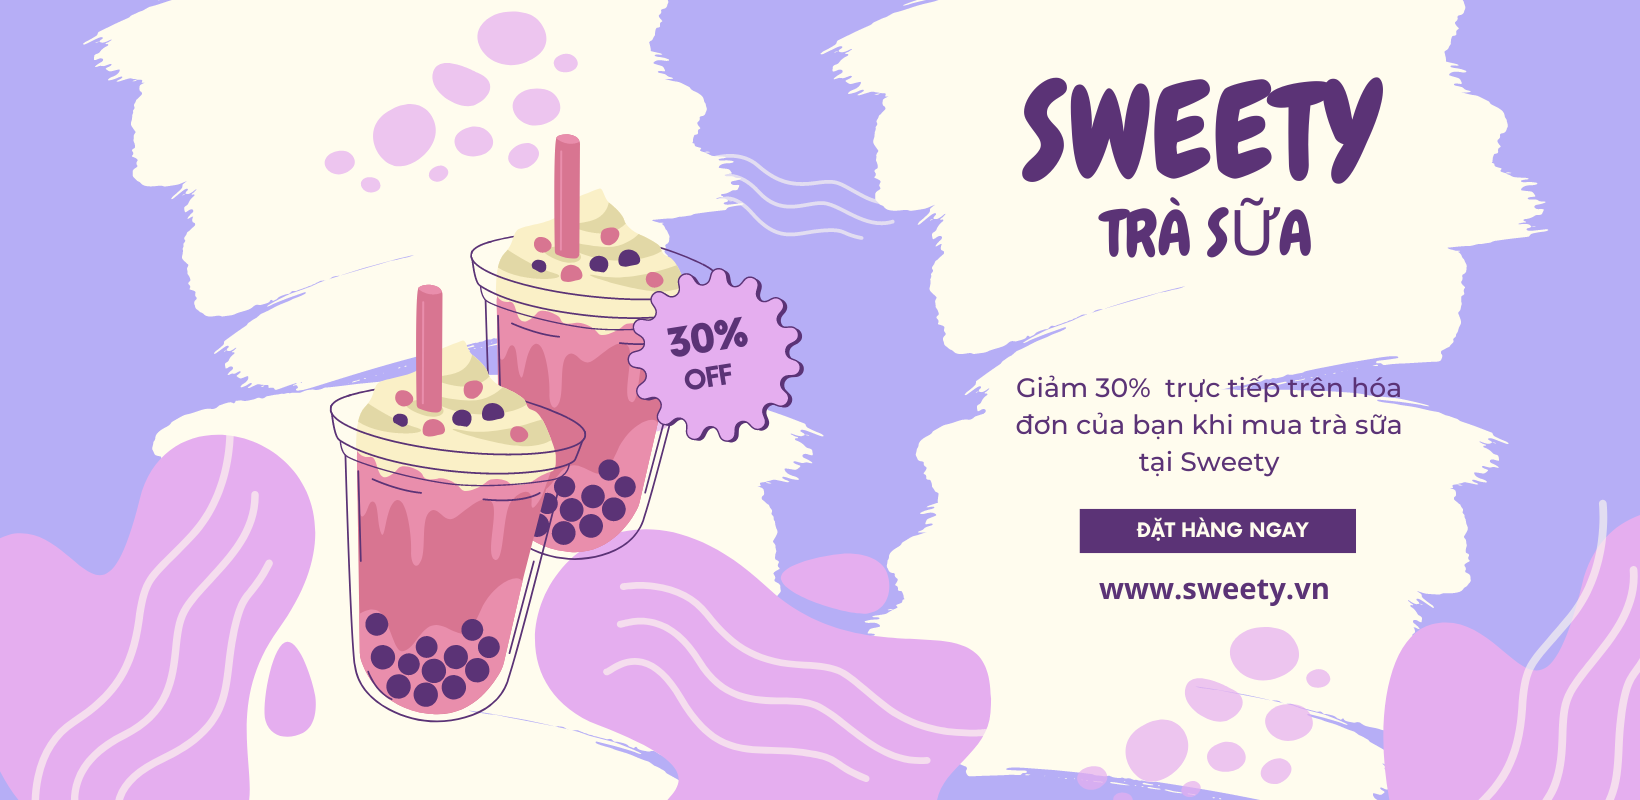 SWEETY
TRÀ SỮA
30%
OFF
Giảm 30%  trực tiếp trên hóa
đơn của bạn khi mua trà sữa
tại Sweety
ĐẶT HÀNG NGAY
www.sweety.vn